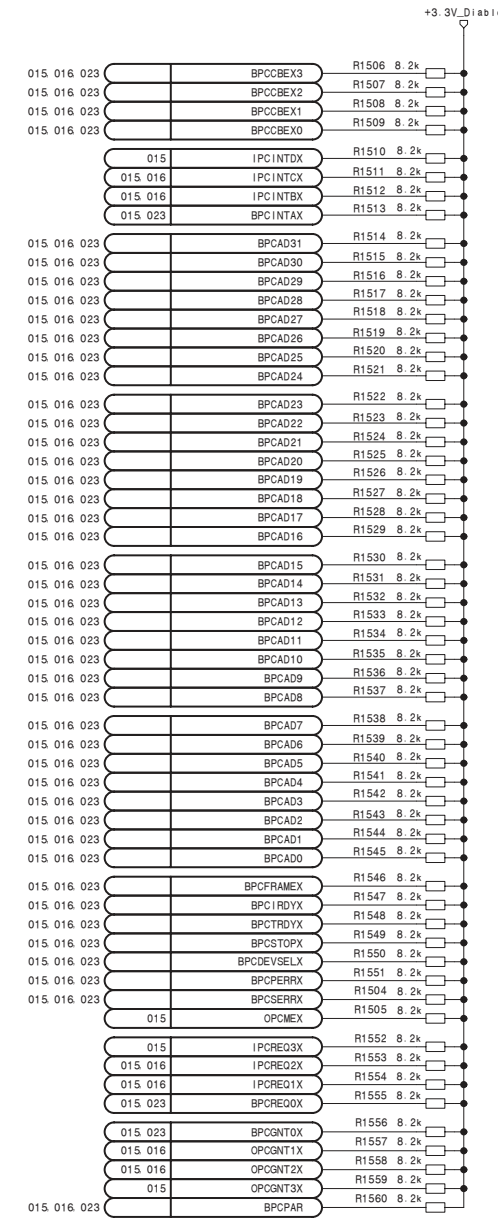 +3.3V_Diabl
015.016.023 BPCCBEX3 R1506 8.2k
015.016.023 BPCCBEX2 R1507 8.2k
015.016.023 BPCCBEX1 R1508 8.2k
015.016.023 BPCCBEX0 R1509 8.2k
015 IPCINTDX R1510 8.2k
015.016 IPCINTCX R1511 8.2k
015.016 IPCINTBX R1512 8.2k
015.023 BPCINTAX R1513 8.2k
015.016.023 BPCAD31 R1514 8.2k
015.016.023 BPCAD30 R1515 8.2k
015.016.023 BPCAD29 R1516 8.2k
015.016.023 BPCAD28 R1517 8.2k
015.016.023 BPCAD27 R1518 8.2k
015.016.023 BPCAD26 R1519 8.2k
015.016.023 BPCAD25 R1520 8.2k
015.016.023 BPCAD24 R1521 8.2k
015.016.023 BPCAD23 R1522 8.2k
015.016.023 BPCAD22 R1523 8.2k
015.016.023 BPCAD21 R1524 8.2k
015.016.023 BPCAD20 R1525 8.2k
015.016.023 BPCAD19 R1526 8.2k
015.016.023 BPCAD18 R1527 8.2k
015.016.023 BPCAD17 R1528 8.2k
015.016.023 BPCAD16 R1529 8.2k
015.016.023 BPCAD15 R1530 8.2k
015.016.023 BPCAD14 R1531 8.2k
015.016.023 BPCAD13 R1532 8.2k
015.016.023 BPCAD12 R1533 8.2k
015.016.023 BPCAD11 R1534 8.2k
015.016.023 BPCAD10 R1535 8.2k
015.016.023 BPCAD9 R1536 8.2k
015.016.023 BPCAD8 R1537 8.2k
015.016.023 BPCAD7 R1538 8.2k
015.016.023 BPCAD6 R1539 8.2k
015.016.023 BPCAD5 R1540 8.2k
015.016.023 BPCAD4 R1541 8.2k
015.016.023 BPCAD3 R1542 8.2k
015.016.023 BPCAD2 R1543 8.2k
015.016.023 BPCAD1 R1544 8.2k
015.016.023 BPCAD0 R1545 8.2k
015.016.023 BPCFRAMEX R1546 8.2k
015.016.023 BPCIRDYX R1547 8.2k
015.016.023 BPCTRDYX R1548 8.2k
015.016.023 BPCSTOPX R1549 8.2k
015.016.023 BPCDEVSELX R1550 8.2k
015.016.023 BPCPERRX R1551 8.2k
015.016.023 BPCSERRX R1504 8.2k
015 OPCMEX R1505 8.2k
015 IPCREQ3X R1552 8.2k
015.016 IPCREQ2X R1553 8.2k
015.016 IPCREQ1X R1554 8.2k
015.023 BPCREQ0X R1555 8.2k
015.023 BPCGNT0X R1556 8.2k
015.016 OPCGNT1X R1557 8.2k
015.016 OPCGNT2X R1558 8.2k
015 OPCGNT3X R1559 8.2k
015.016.023 BPCPAR R1560 8.2k